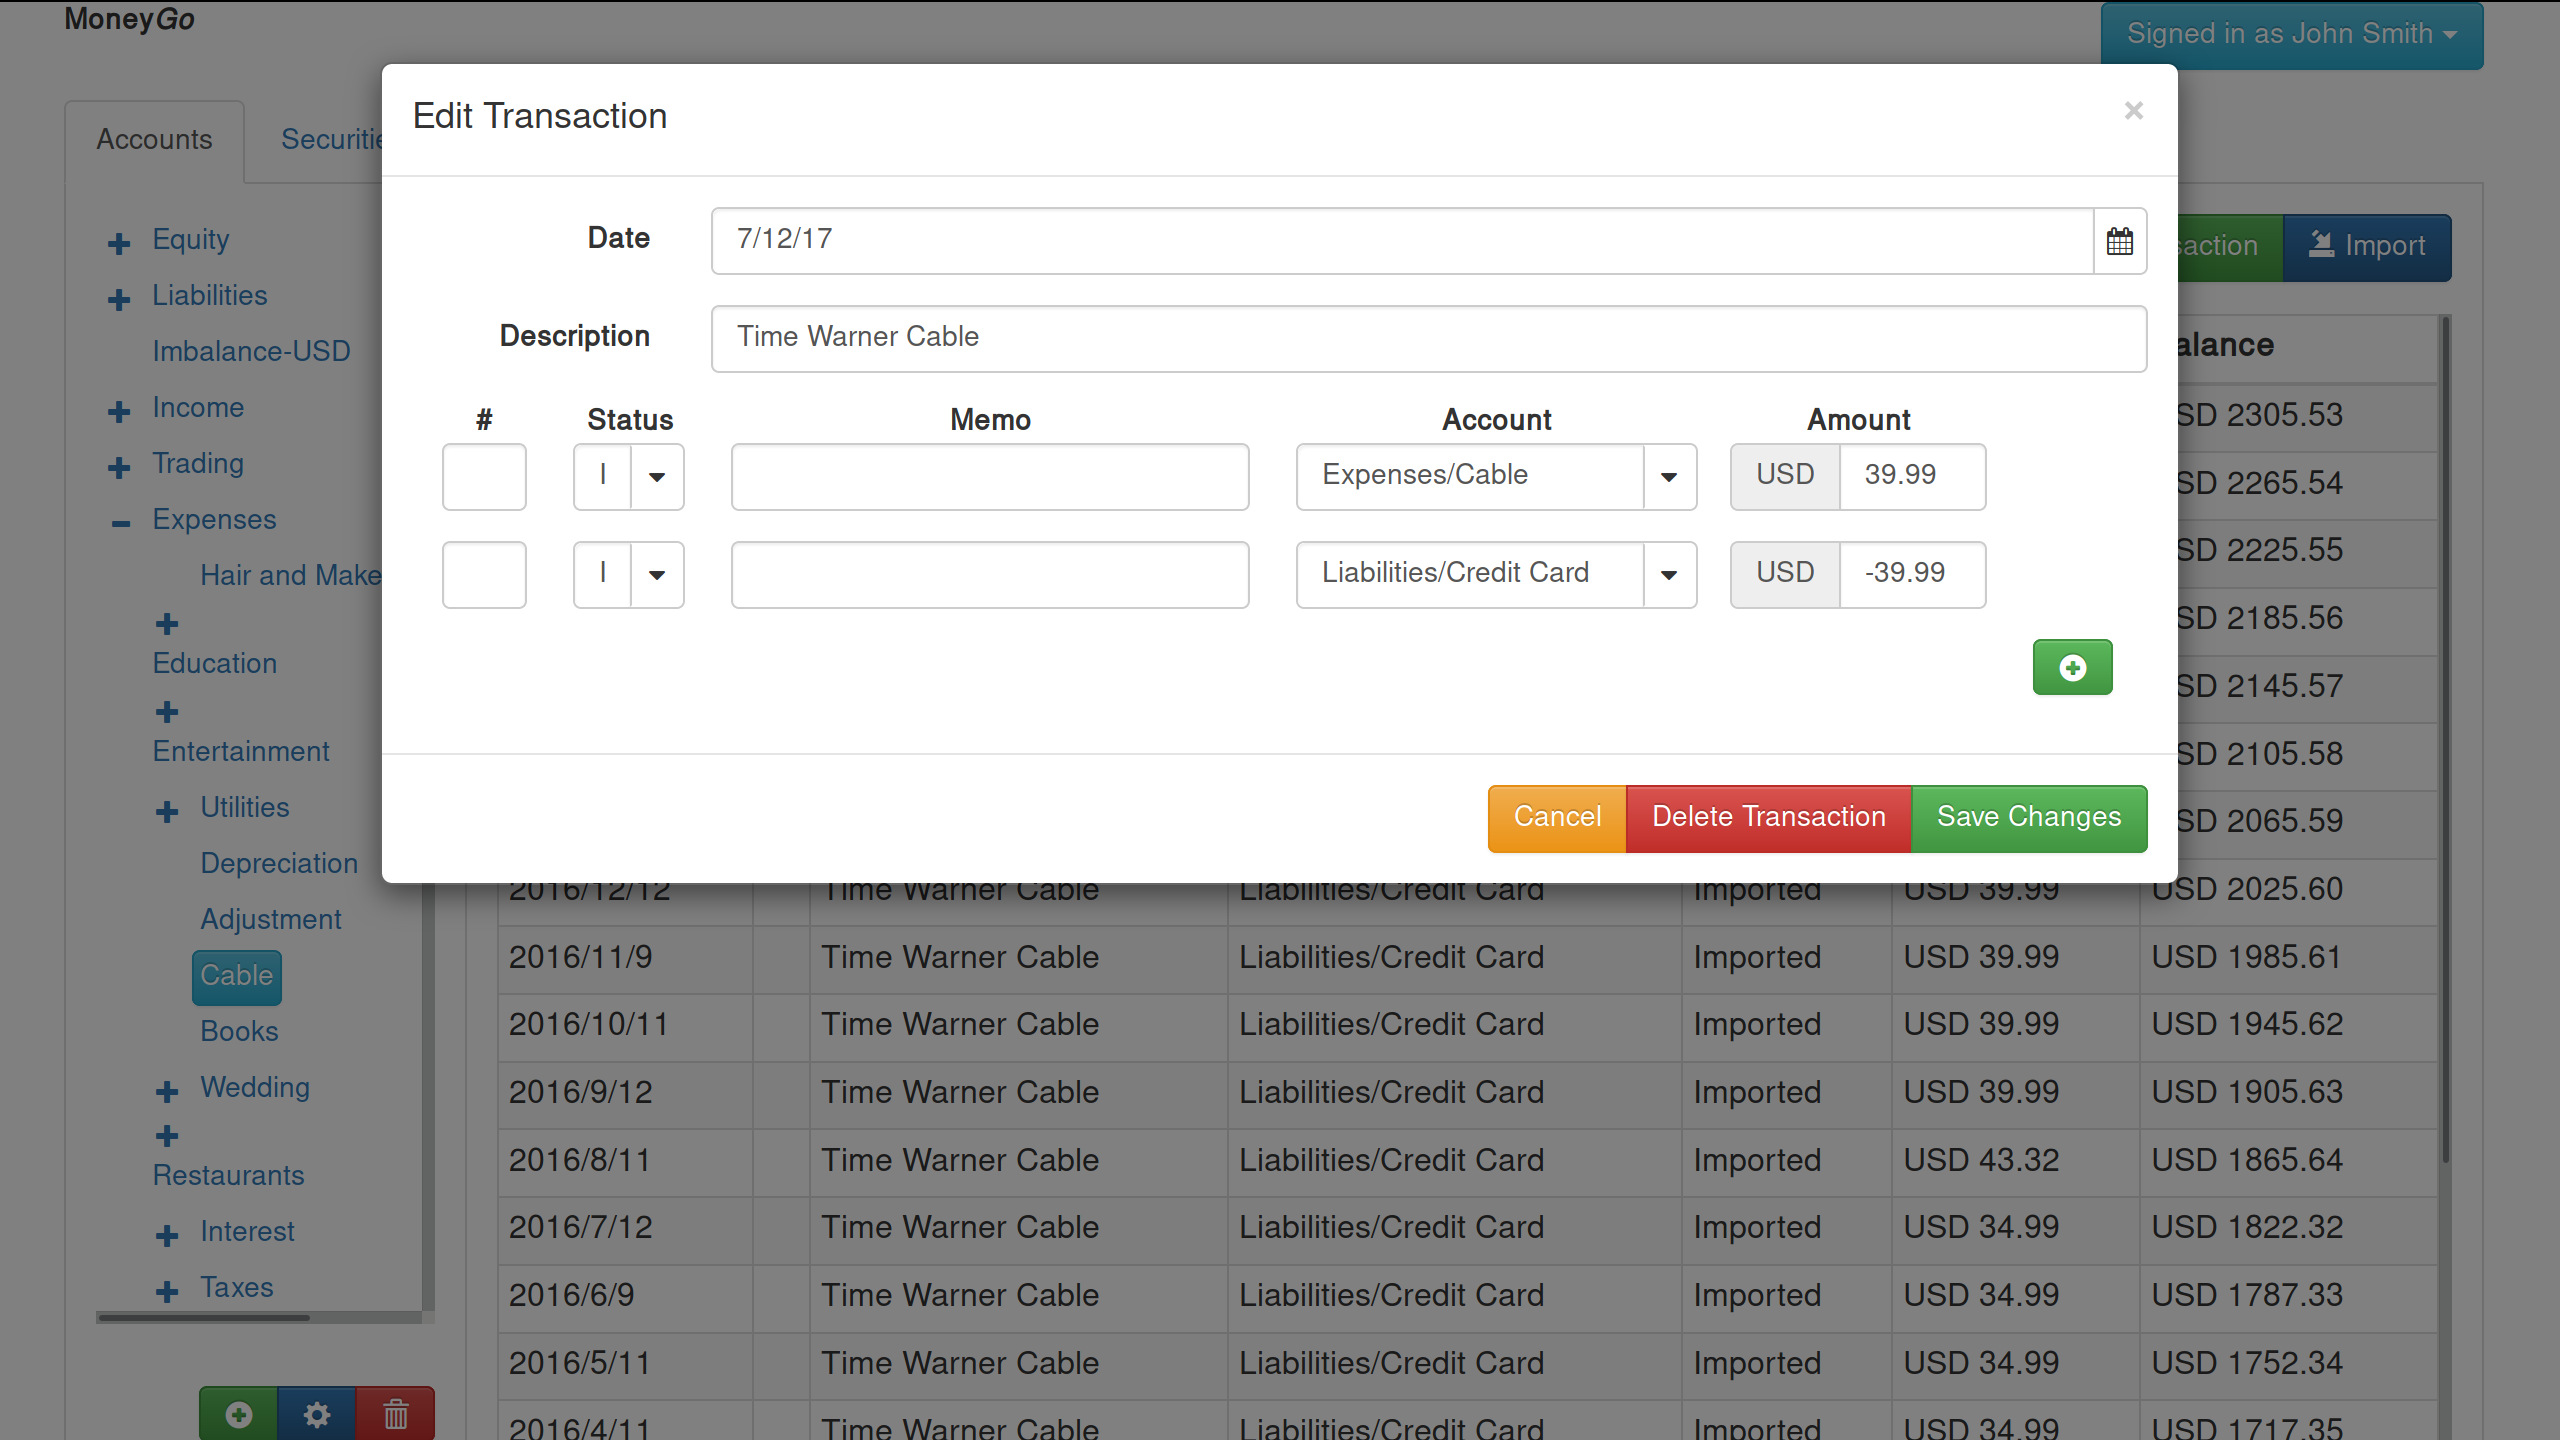 MoneyGo
Signed in as John Smith
Edit Transaction
×
Accounts
Date 7/12/17
Import
Equity
Liabilities
Imbalance-USD
Income
Trading
Expenses
Hair and Make
Education
Entertainment
Utilities
Depreciation
Adjustment
Cable
Books
Wedding
Restaurants
Interest
Taxes
Description Time Warner Cable
# Status Memo Account Amount
I Expenses/Cable USD 39.99
I Liabilities/Credit Card USD -39.99
Cancel Delete Transaction Save Changes
2305.53
2265.54
2225.55
2185.56
2145.57
2105.58
2065.59
2016/12/12 Time Warner Cable Liabilities/Credit Card Imported USD 39.99 USD 2025.60
2016/11/9 Time Warner Cable Liabilities/Credit Card Imported USD 39.99 USD 1985.61
2016/10/11 Time Warner Cable Liabilities/Credit Card Imported USD 39.99 USD 1945.62
2016/9/12 Time Warner Cable Liabilities/Credit Card Imported USD 39.99 USD 1905.63
2016/8/11 Time Warner Cable Liabilities/Credit Card Imported USD 43.32 USD 1865.64
2016/7/12 Time Warner Cable Liabilities/Credit Card Imported USD 34.99 USD 1822.32
2016/6/9 Time Warner Cable Liabilities/Credit Card Imported USD 34.99 USD 1787.33
2016/5/11 Time Warner Cable Liabilities/Credit Card Imported USD 34.99 USD 1752.34
2016/4/11 Time Warner Cable Liabilities/Credit Card Imported USD 34.99 USD 1717.35